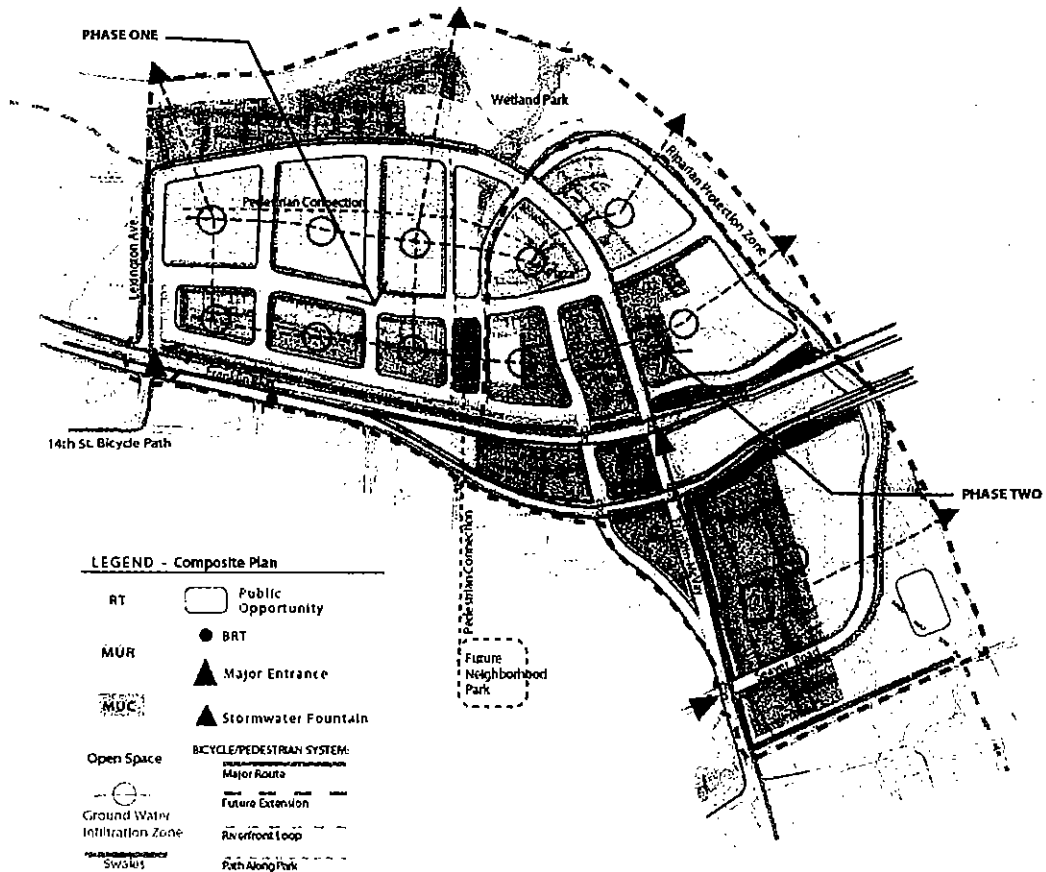 PHASE ONE
Wetland Park
Riparian Protection Zone
Pedestrian Connection
Lexington Ave.
Franklin Blvd
14th St. Bicycle Path
PHASE TWO
Pedestrian Connection
Future
Neighborhood
Park
LEGEND - Composite Plan
RT
MUR
MUC
Open Space
Ground Water
Infiltration Zone
Swales
Public
Opportunity
BRT
Major Entrance
Stormwater Fountain
BICYCLE/PEDESTRIAN SYSTEM:
Major Route
Future Extension
Riverfront Loop
Path Along Park